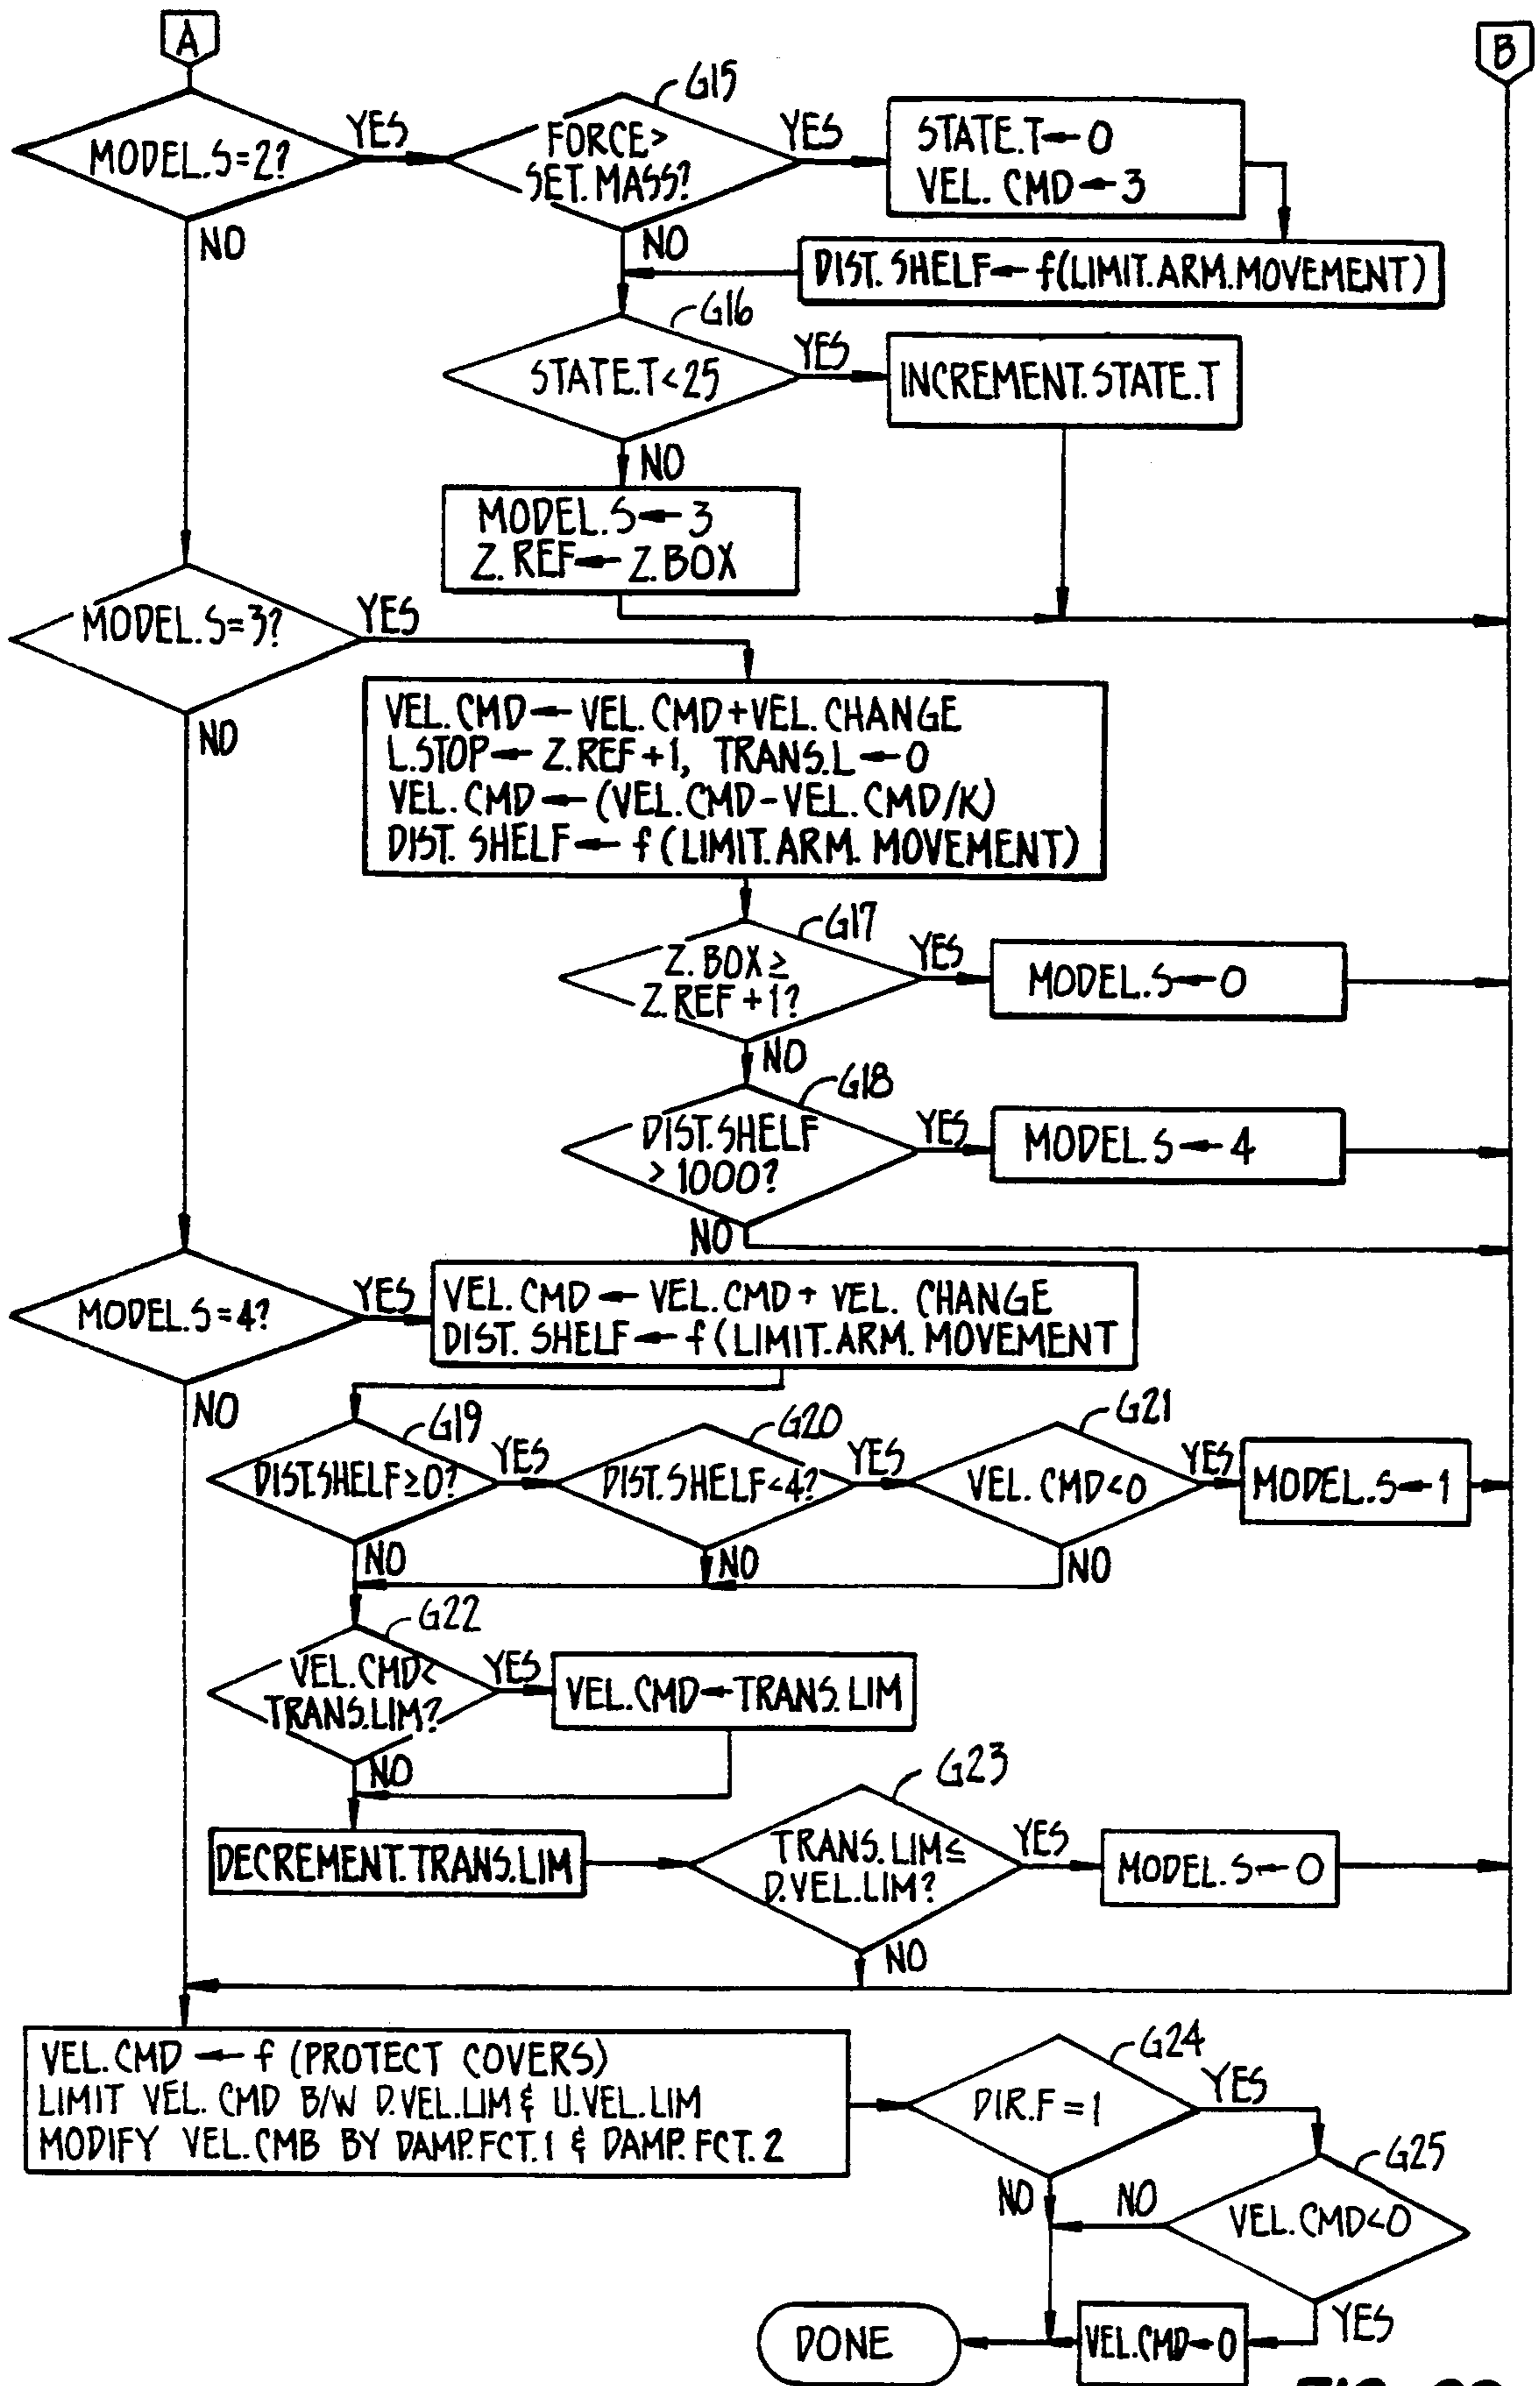 A
B
G15
MODEL.S=2?
YES
FORCE>
SET.MASS?
YES
STATE.T←0
VEL. CMD←3
NO
NO
DIST. SHELF← f(LIMIT.ARM.MOVEMENT)
G16
STATE.T<25
YES
INCREMENT.STATE.T
NO
MODEL.S←3
Z. REF← Z.BOX
MODEL.S=3?
YES
NO
VEL.CMD← VEL. CMD+VEL. CHANGE
L.STOP← Z.REF+1, TRANS.L←0
VEL.CMD←(VEL.CMD-VEL.CMD/K)
DIST. SHELF← f (LIMIT.ARM. MOVEMENT)
G17
Z. BOX≥
Z.REF+1?
YES
MODEL.S←0
NO
G18
DIST.SHELF
> 1000?
YES
MODEL.S←4
NO
MODEL.S=4?
YES
VEL.CMD ← VEL.CMD + VEL. CHANGE
DIST. SHELF← f (LIMIT.ARM. MOVEMENT
NO
G19
G20
G21
DIST.SHELF≥0?
YES
DIST.SHELF<4?
YES
VEL. CMD<0
YES
MODEL.S←1
NO
NO
NO
G22
VEL.CMD<
TRANS.LIM?
YES
VEL.CMD←TRANS.LIM
NO
G23
DECREMENT.TRANS.LIM
TRANS.LIM≤
D.VEL.LIM?
YES
MODEL.S←0
NO
VEL.CMD ← f (PROTECT COVERS)
LIMIT VEL. CMD B/W D.VEL.LIM & U.VEL.LIM
MODIFY VEL.CMB BY DAMP.FCT.1 & DAMP.FCT. 2
G24
DIR.F=1
YES
G25
NO
NO
VEL.CMD<0
YES
DONE
VEL.CMD←0